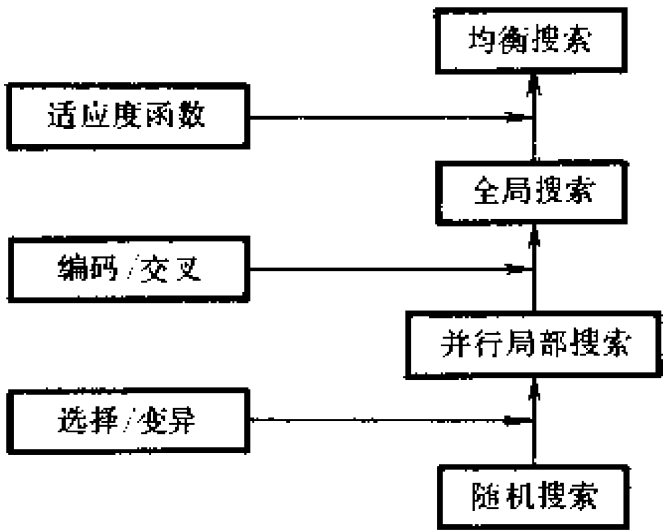 均衡搜索
适应度函数
全局搜索
编码/交叉
并行局部搜索
选择/变异
随机搜索